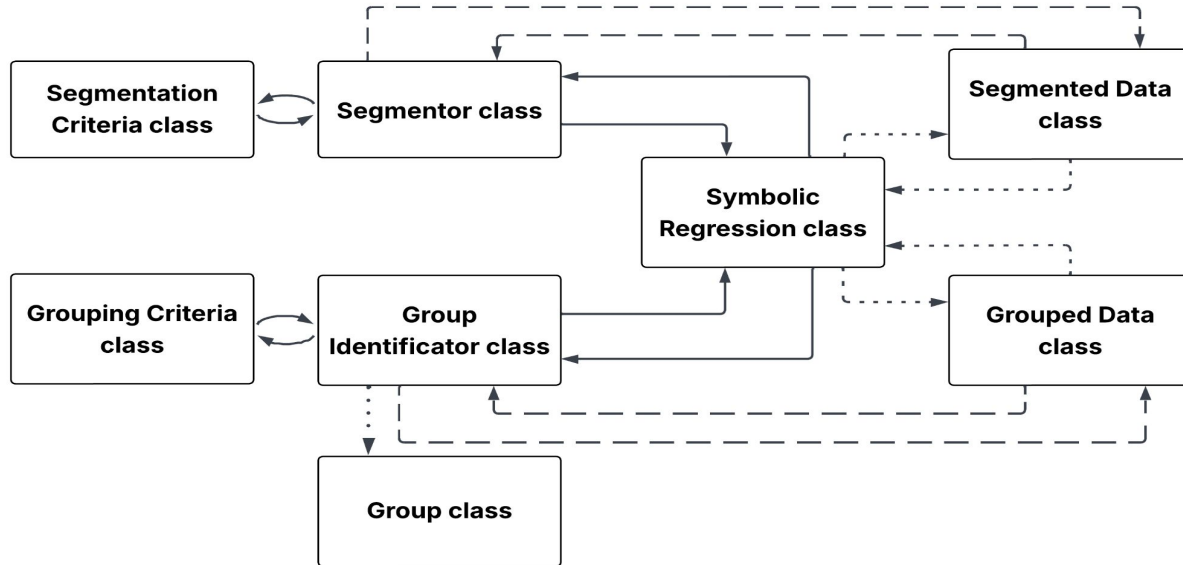 Segmentation
Criteria class
Segmentor class
Segmented Data
class
Symbolic
Regression class
Grouping Criteria
class
Group
Identificator class
Grouped Data
class
Group class